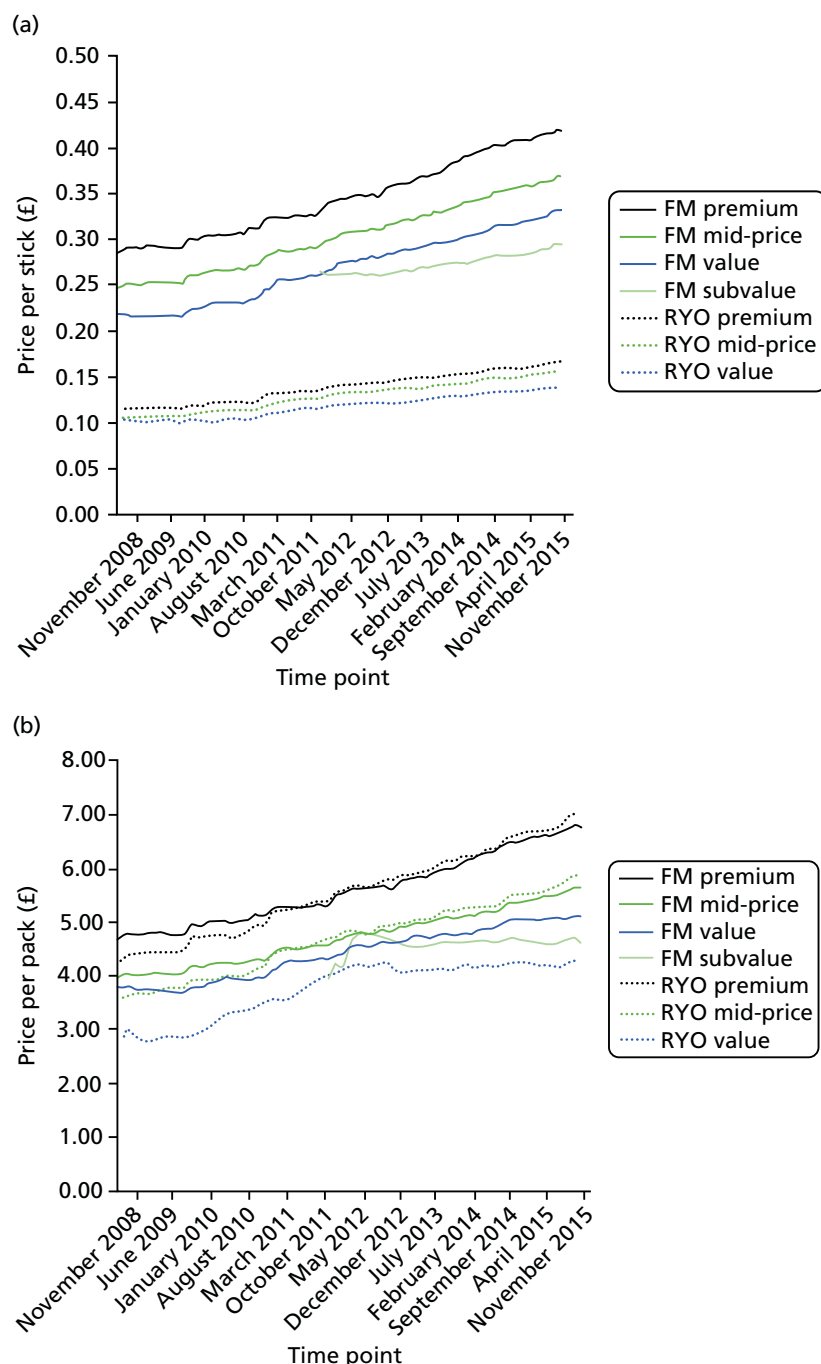 (a)
Price per stick (£)
0.50
0.45
0.40
0.35
0.30
0.25
0.20
0.15
0.10
0.05
0.00
November 2008
June 2009
January 2010
August 2010
March 2011
October 2011
May 2012
December 2012
July 2013
February 2014
September 2014
April 2015
November 2015
Time point
FM premium
FM mid-price
FM value
FM subvalue
RYO premium
RYO mid-price
RYO value
(b)
Price per pack (£)
8.00
7.00
6.00
5.00
4.00
3.00
2.00
1.00
0.00
November 2008
June 2009
January 2010
August 2010
March 2011
October 2011
May 2012
December 2012
July 2013
February 2014
September 2014
April 2015
November 2015
Time point
FM premium
FM mid-price
FM value
FM subvalue
RYO premium
RYO mid-price
RYO value